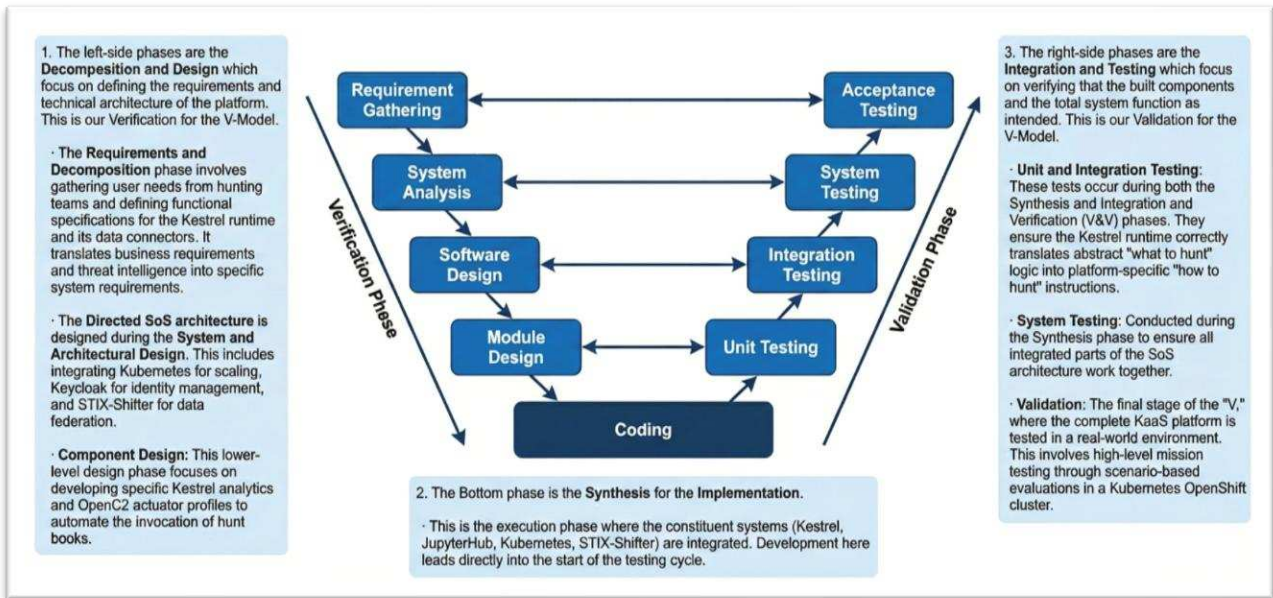 1. The left-side phases are the
Decompesition and Design which
focus on defining the requirements and
technical architecture of the platform.
This is our Verification for the V-Model.
· The Requirements and
Decomposition phase involves
gathering user needs from hunting
teams and defining functional
specifications for the Kestrel runtime
and its data connectors. It
translates business requirements
and threat intelligence into specific
system requirements.
· The Directed SoS architecture is
designed during the System and
Architectural Design. This includes
integrating Kubernetes for scaling,
Keycloak for identity management,
and STIX-Shifter for data
federation.
· Component Design: This lower-
level design phase focuses on
developing specific Kestrel analytics
and OpenC2 actuator profiles to
automate the invocation of hunt
books.
Verification Phase
Requirement
Gathering
Acceptance
Testing
System
Analysis
System
Testing
Software
Design
Integration
Testing
Module
Design
Unit Testing
Coding
Validation Phase
2. The Bottom phase is the Synthesis for the Implementation.
· This is the execution phase where the constituent systems (Kestrel,
JupyterHub, Kubernetes, STIX-Shifter) are integrated. Development here
leads directly into the start of the testing cycle.
3. The right-side phases are the
Integration and Testing which focus
on verifying that the built components
and the total system function as
intended. This is our Validation for the
V-Model.
· Unit and Integration Testing:
These tests occur during both the
Synthesis and Integration and
Verification (V&V) phases. They
ensure the Kestrel runtime correctly
translates abstract "what to hunt"
logic into platform-specific "how to
hunt" instructions.
· System Testing: Conducted during
the Synthesis phase to ensure all
integrated parts of the SoS
architecture work together.
· Validation: The final stage of the "V,"
where the complete KaaS platform is
tested in a real-world environment.
This involves high-level mission
testing through scenario-based
evaluations in a Kubernetes OpenShift
cluster.